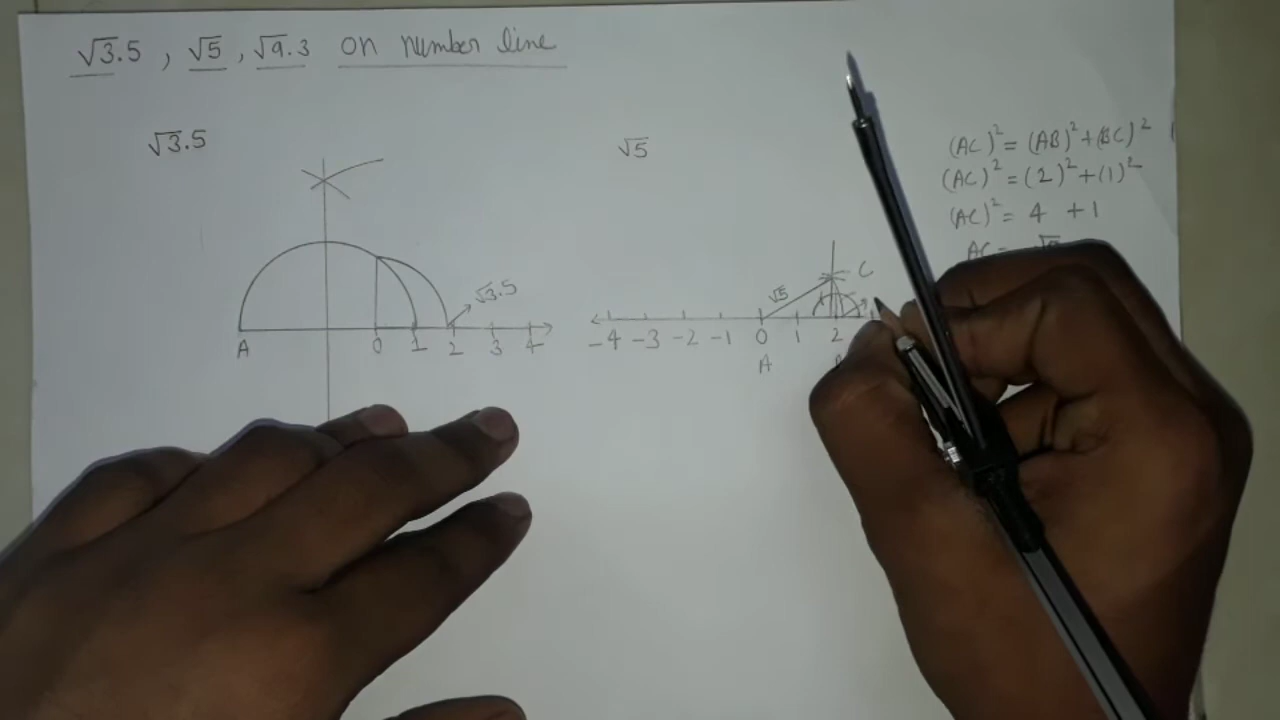 √3.5 , √5 , √9.3 on number line
√3.5
√5
(AC)² = (AB)² + (BC)²
(AC)² = (2)² + (1)²
(AC)² = 4 + 1
AC = √5
√3.5
A 0 1 2 3 4
√5 C
-4 -3 -2 -1 0 1 2
A